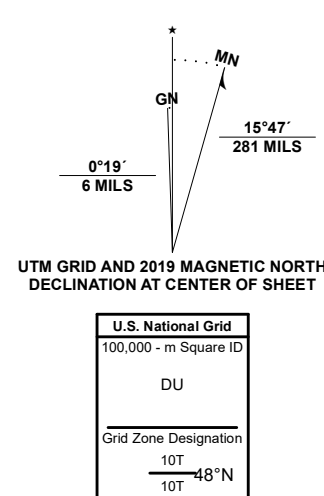 ★
MN
GN
15°47´
281 MILS
0°19´
6 MILS
UTM GRID AND 2019 MAGNETIC NORTH
DECLINATION AT CENTER OF SHEET
U.S. National Grid
100,000 - m Square ID
DU
Grid Zone Designation
10T
48°N
10T